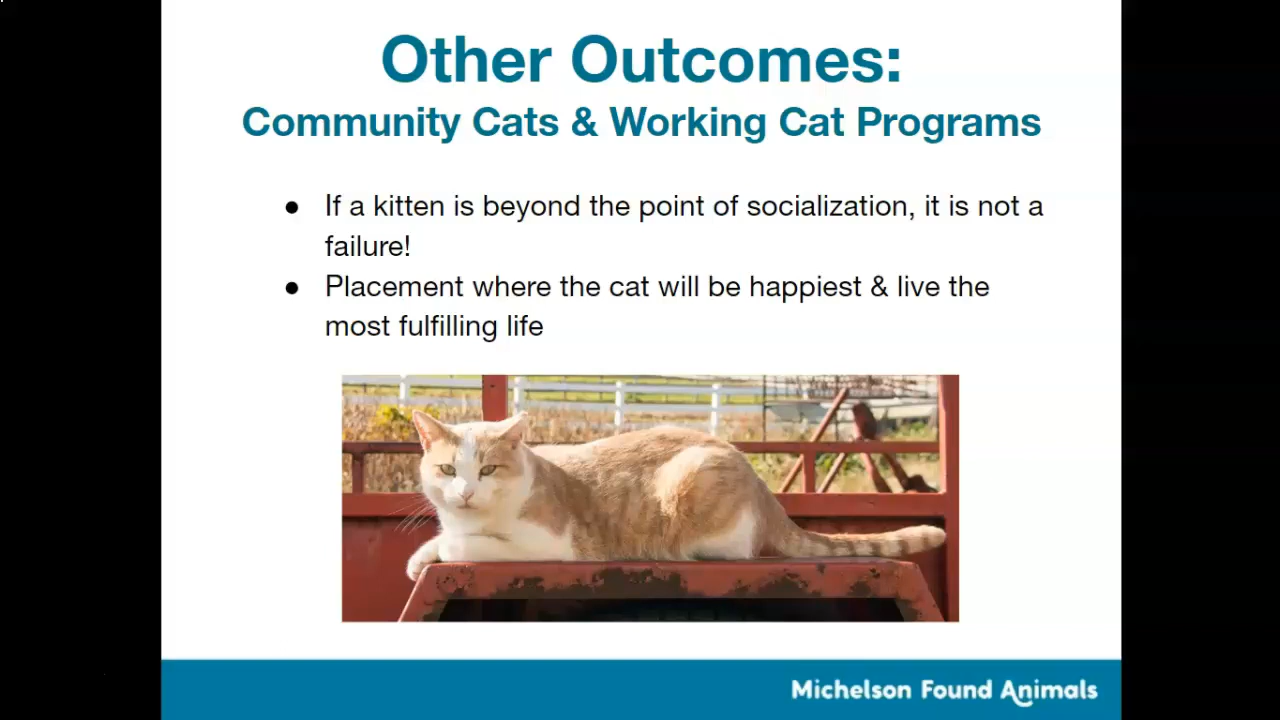 Other Outcomes:
Community Cats & Working Cat Programs
● If a kitten is beyond the point of socialization, it is not a
failure!
● Placement where the cat will be happiest & live the
most fulfilling life
Michelson Found Animals